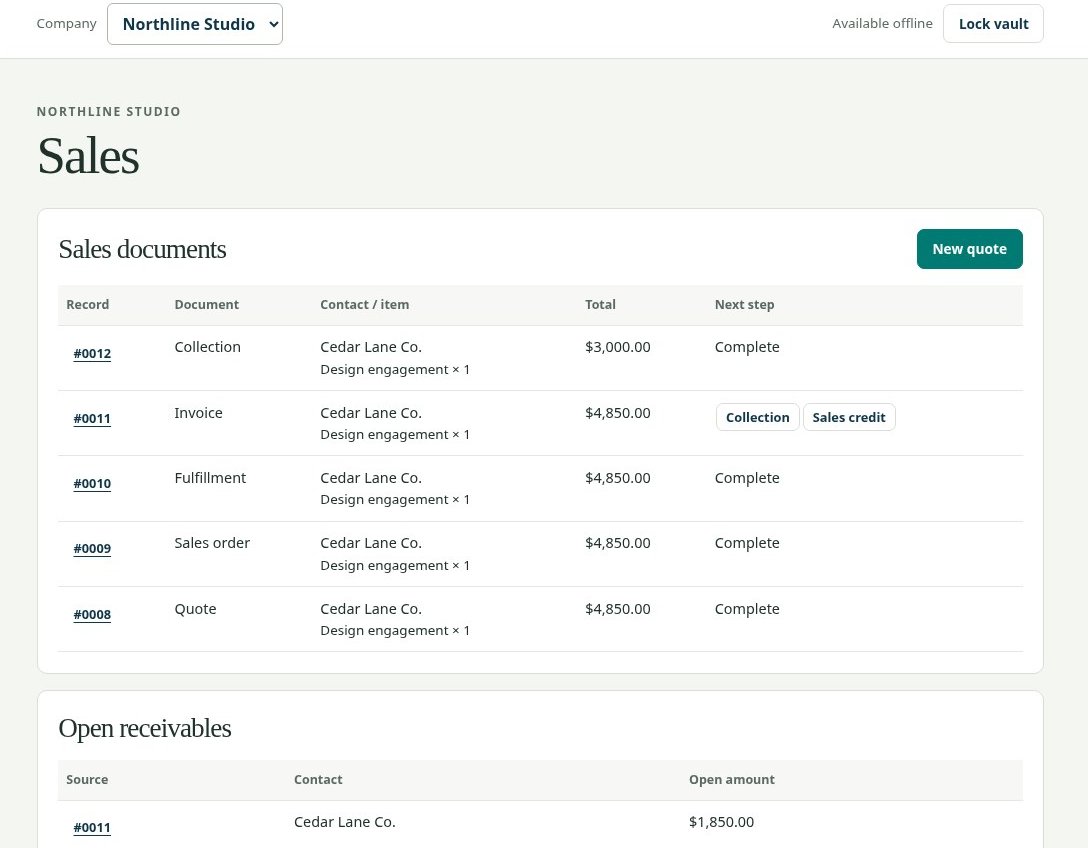 Company Northline Studio Available offline Lock vault
NORTHLINE STUDIO
Sales
Sales documents New quote
Record Document Contact / item Total Next step
#0012 Collection Cedar Lane Co. $3,000.00 Complete
Design engagement × 1
#0011 Invoice Cedar Lane Co. $4,850.00 Collection Sales credit
Design engagement × 1
#0010 Fulfillment Cedar Lane Co. $4,850.00 Complete
Design engagement × 1
#0009 Sales order Cedar Lane Co. $4,850.00 Complete
Design engagement × 1
#0008 Quote Cedar Lane Co. $4,850.00 Complete
Design engagement × 1
Open receivables
Source Contact Open amount
#0011 Cedar Lane Co. $1,850.00